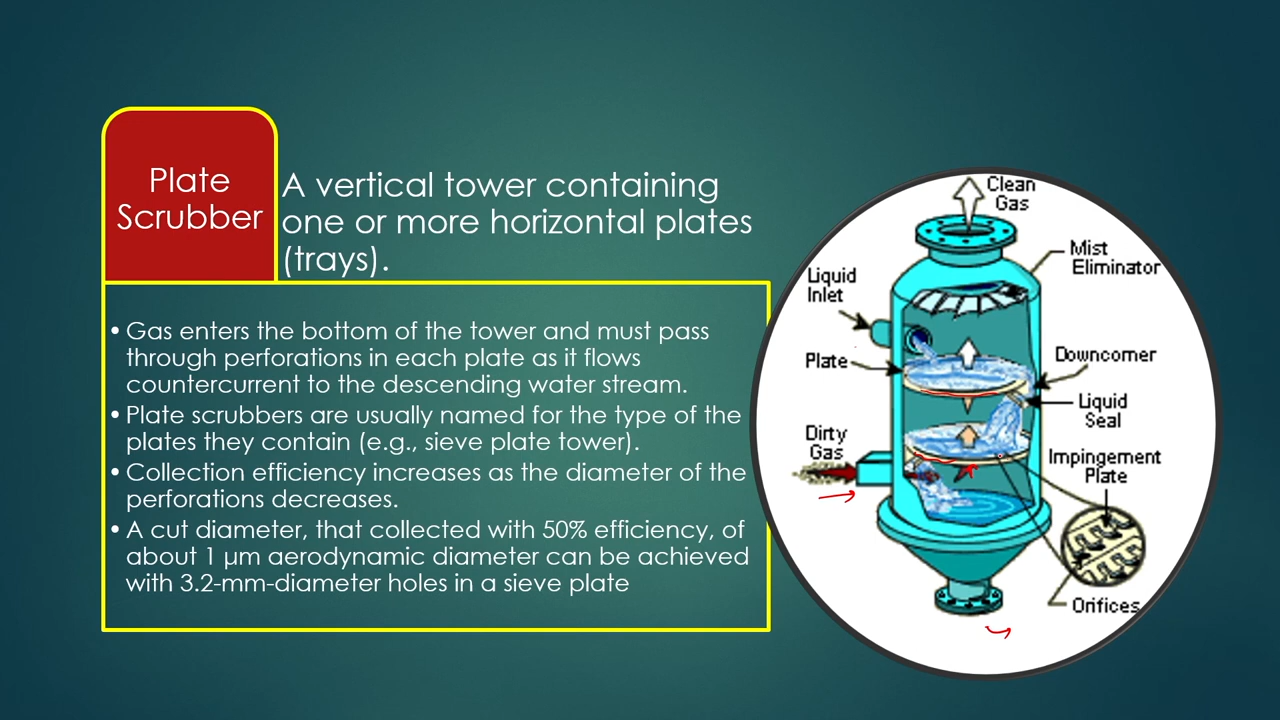 Plate
Scrubber
A vertical tower containing
one or more horizontal plates
(trays).
• Gas enters the bottom of the tower and must pass
through perforations in each plate as it flows
countercurrent to the descending water stream.
• Plate scrubbers are usually named for the type of the
plates they contain (e.g., sieve plate tower).
• Collection efficiency increases as the diameter of the
perforations decreases.
• A cut diameter, that collected with 50% efficiency, of
about 1 µm aerodynamic diameter can be achieved
with 3.2-mm-diameter holes in a sieve plate
Clean
Gas
Mist
Eliminator
Liquid
Inlet
Plate
Downcorner
Liquid
Seal
Dirty
Gas
Impingement
Plate
Orifices